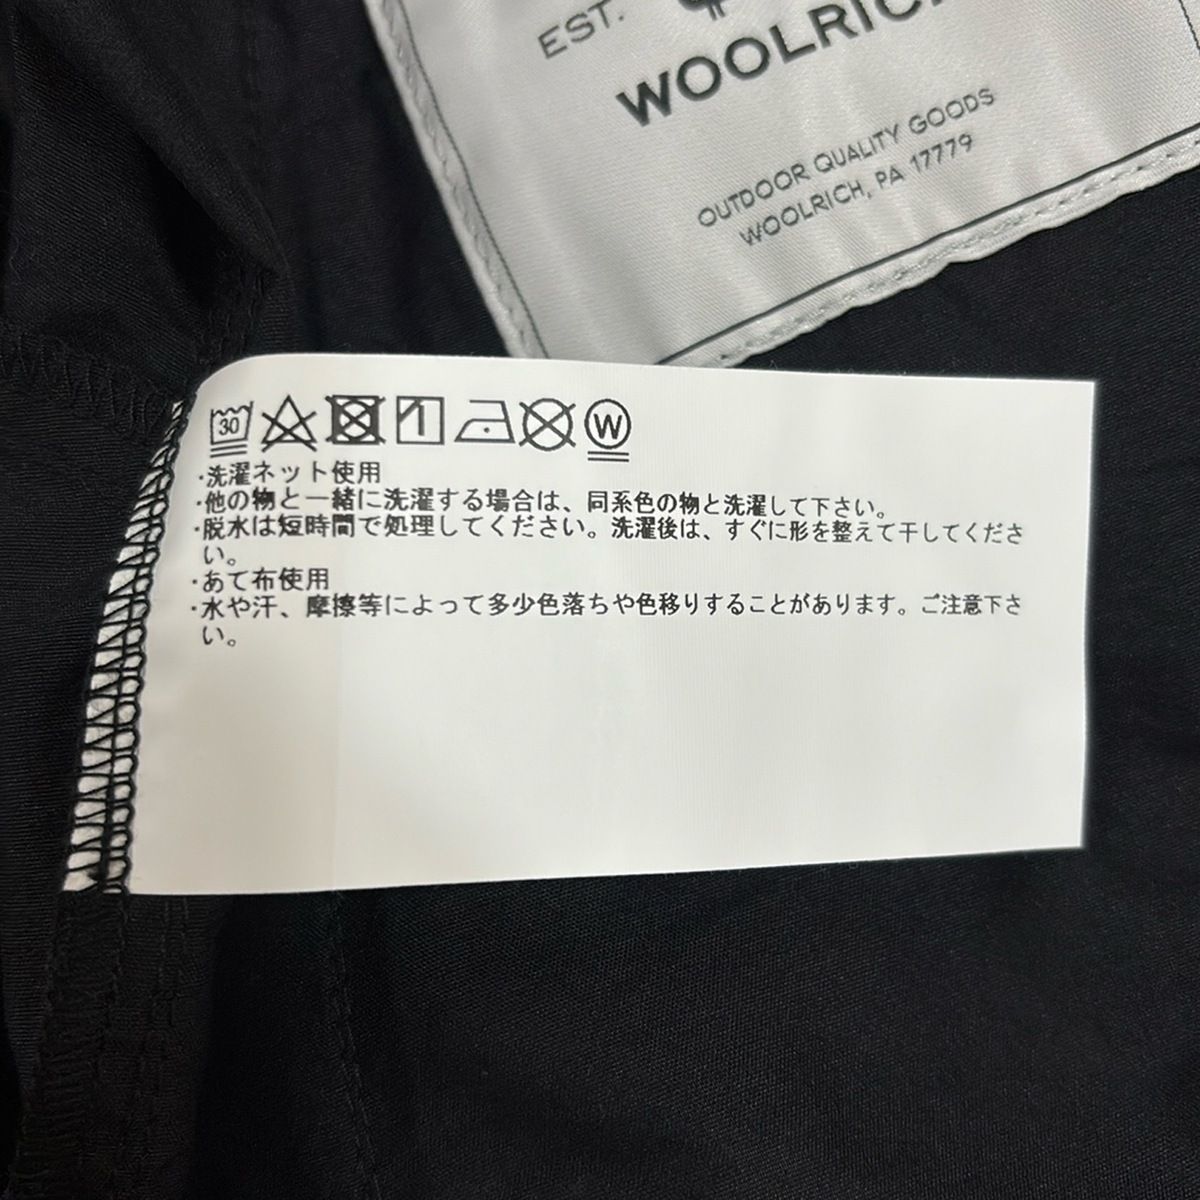 EST.
WOOLRICH
OUTDOOR QUALITY GOODS
WOOLRICH, PA 17779
30
W
・洗濯ネット使用
・他の物と一緒に洗濯する場合は、同系色の物と洗濯して下さい。
・脱水は短時間で処理してください。洗濯後は、すぐに形を整えて干してくださ
い。
・あて布使用
・水や汗、摩擦等によって多少色落ちや色移りすることがあります。ご注意下さ
い。